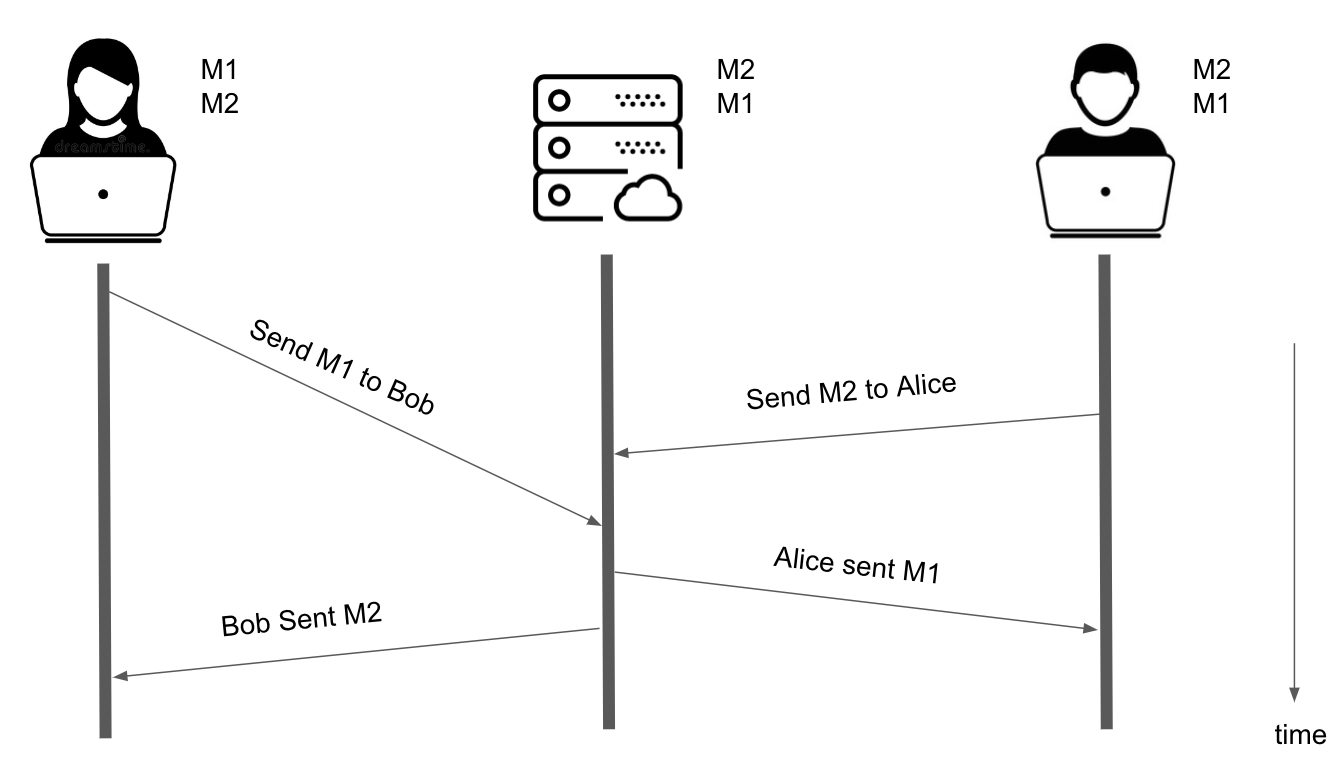 M1
M2
M2
M1
M2
M1
dreamstime.
Send M1 to Bob
Send M2 to Alice
Alice sent M1
Bob Sent M2
time